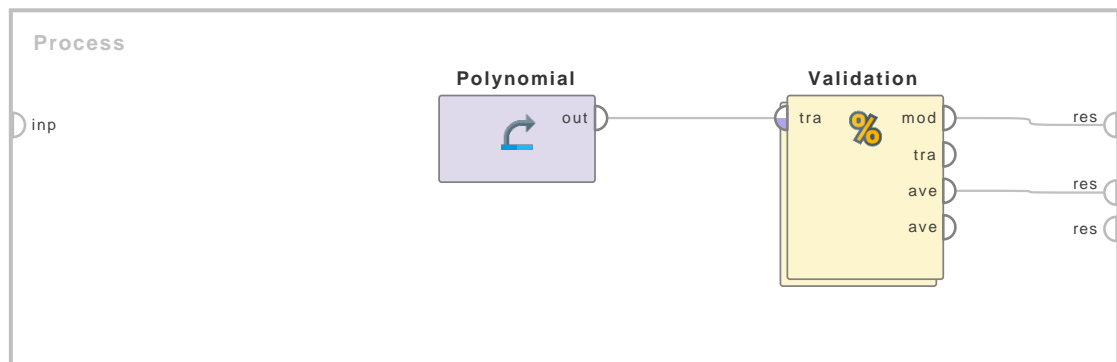 Process
inp
Polynomial
out
Validation
tra
mod
tra
ave
ave
res
res
res